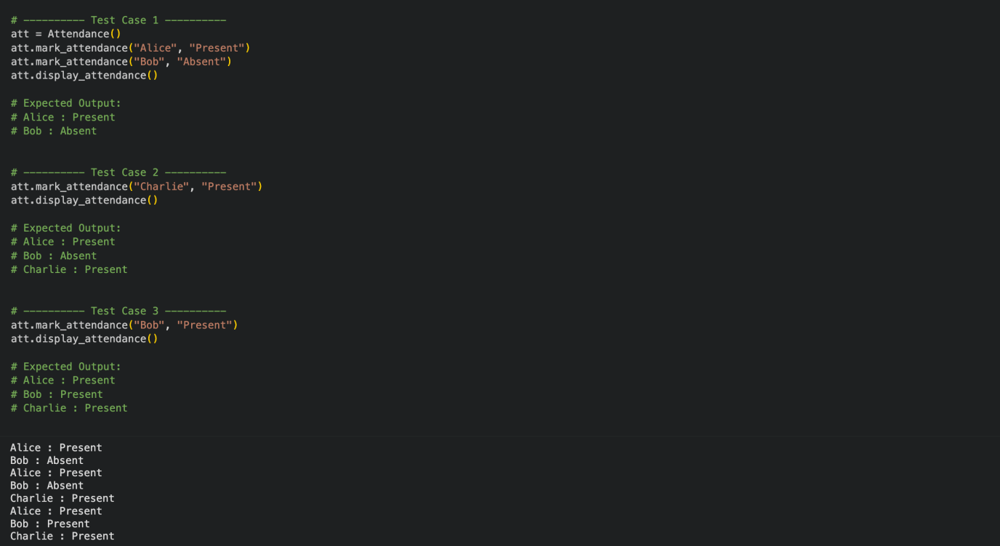 # ---------- Test Case 1 ----------
att = Attendance()
att.mark_attendance("Alice", "Present")
att.mark_attendance("Bob", "Absent")
att.display_attendance()
# Expected Output:
# Alice : Present
# Bob : Absent
# ---------- Test Case 2 ----------
att.mark_attendance("Charlie", "Present")
att.display_attendance()
# Expected Output:
# Alice : Present
# Bob : Absent
# Charlie : Present
# ---------- Test Case 3 ----------
att.mark_attendance("Bob", "Present")
att.display_attendance()
# Expected Output:
# Alice : Present
# Bob : Present
# Charlie : Present
Alice : Present
Bob : Absent
Alice : Present
Bob : Absent
Charlie : Present
Alice : Present
Bob : Present
Charlie : Present